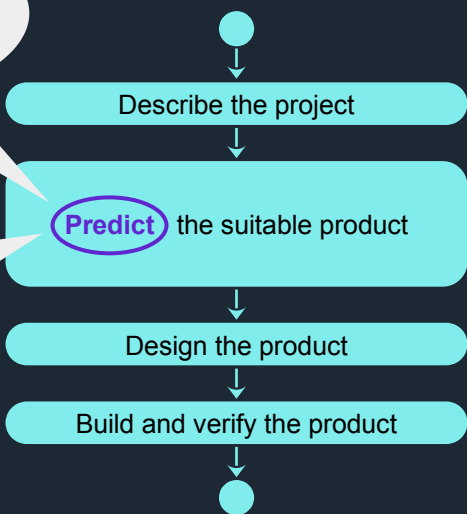 Describe the project
Predict the suitable product
Design the product
Build and verify the product